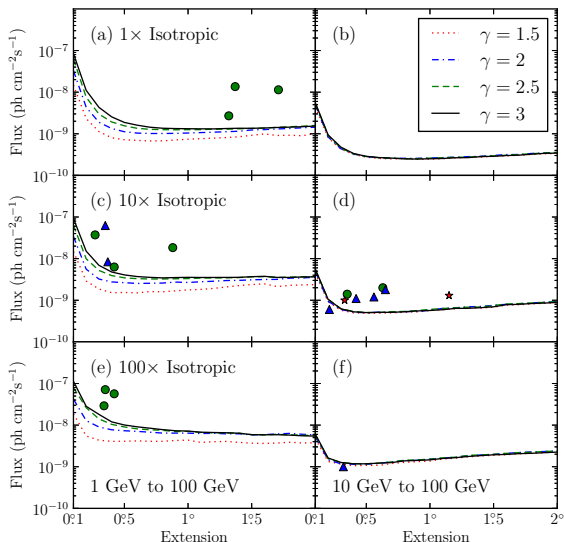 10⁻⁷
10⁻⁸
10⁻⁹
10⁻¹⁰
Flux (ph cm⁻²s⁻¹)
(a) 1× Isotropic
(b)
γ = 1.5
γ = 2
γ = 2.5
γ = 3
10⁻⁷
10⁻⁸
10⁻⁹
10⁻¹⁰
Flux (ph cm⁻²s⁻¹)
(c) 10× Isotropic
(d)
10⁻⁷
10⁻⁸
10⁻⁹
10⁻¹⁰
Flux (ph cm⁻²s⁻¹)
(e) 100× Isotropic
(f)
1 GeV to 100 GeV
10 GeV to 100 GeV
0°.1 0°.5 1° 1°.5 0°.1 0°.5 1° 1°.5 2°
Extension Extension